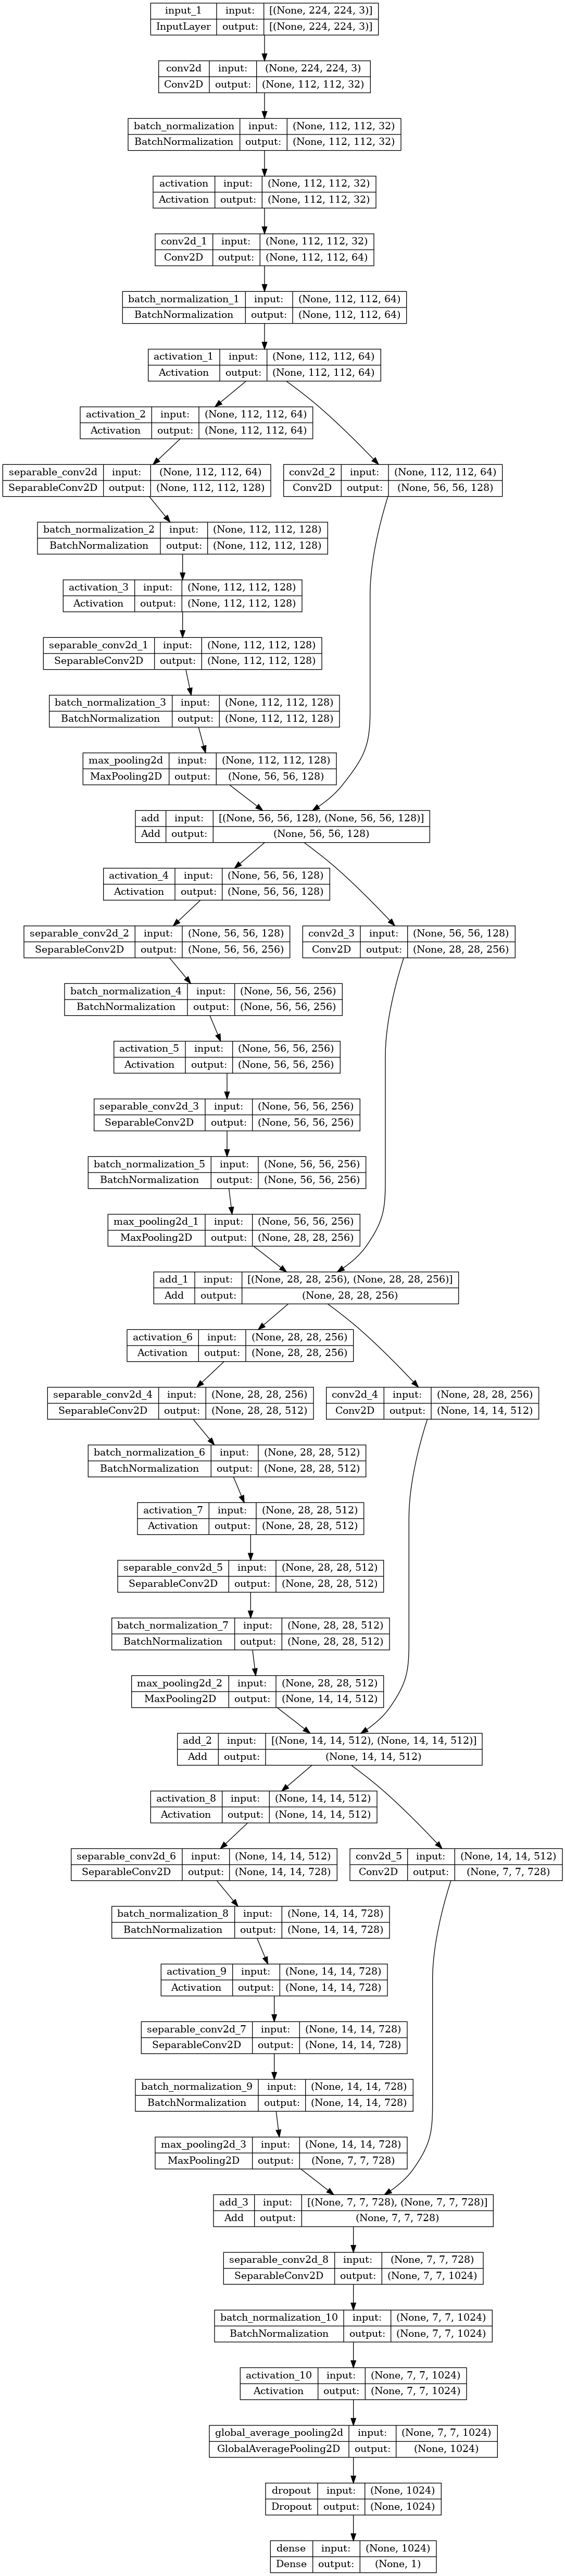 input_1 input: [(None, 224, 224, 3)]
InputLayer output: [(None, 224, 224, 3)]
conv2d input: (None, 224, 224, 3)
Conv2D output: (None, 112, 112, 32)
batch_normalization input: (None, 112, 112, 32)
BatchNormalization output: (None, 112, 112, 32)
activation input: (None, 112, 112, 32)
Activation output: (None, 112, 112, 32)
conv2d_1 input: (None, 112, 112, 32)
Conv2D output: (None, 112, 112, 64)
batch_normalization_1 input: (None, 112, 112, 64)
BatchNormalization output: (None, 112, 112, 64)
activation_1 input: (None, 112, 112, 64)
Activation output: (None, 112, 112, 64)
activation_2 input: (None, 112, 112, 64)
Activation output: (None, 112, 112, 64)
separable_conv2d input: (None, 112, 112, 64)
SeparableConv2D output: (None, 112, 112, 128)
conv2d_2 input: (None, 112, 112, 64)
Conv2D output: (None, 56, 56, 128)
batch_normalization_2 input: (None, 112, 112, 128)
BatchNormalization output: (None, 112, 112, 128)
activation_3 input: (None, 112, 112, 128)
Activation output: (None, 112, 112, 128)
separable_conv2d_1 input: (None, 112, 112, 128)
SeparableConv2D output: (None, 112, 112, 128)
batch_normalization_3 input: (None, 112, 112, 128)
BatchNormalization output: (None, 112, 112, 128)
max_pooling2d input: (None, 112, 112, 128)
MaxPooling2D output: (None, 56, 56, 128)
add input: [(None, 56, 56, 128), (None, 56, 56, 128)]
Add output: (None, 56, 56, 128)
activation_4 input: (None, 56, 56, 128)
Activation output: (None, 56, 56, 128)
separable_conv2d_2 input: (None, 56, 56, 128)
SeparableConv2D output: (None, 56, 56, 256)
conv2d_3 input: (None, 56, 56, 128)
Conv2D output: (None, 28, 28, 256)
batch_normalization_4 input: (None, 56, 56, 256)
BatchNormalization output: (None, 56, 56, 256)
activation_5 input: (None, 56, 56, 256)
Activation output: (None, 56, 56, 256)
separable_conv2d_3 input: (None, 56, 56, 256)
SeparableConv2D output: (None, 56, 56, 256)
batch_normalization_5 input: (None, 56, 56, 256)
BatchNormalization output: (None, 56, 56, 256)
max_pooling2d_1 input: (None, 56, 56, 256)
MaxPooling2D output: (None, 28, 28, 256)
add_1 input: [(None, 28, 28, 256), (None, 28, 28, 256)]
Add output: (None, 28, 28, 256)
activation_6 input: (None, 28, 28, 256)
Activation output: (None, 28, 28, 256)
separable_conv2d_4 input: (None, 28, 28, 256)
SeparableConv2D output: (None, 28, 28, 512)
conv2d_4 input: (None, 28, 28, 256)
Conv2D output: (None, 14, 14, 512)
batch_normalization_6 input: (None, 28, 28, 512)
BatchNormalization output: (None, 28, 28, 512)
activation_7 input: (None, 28, 28, 512)
Activation output: (None, 28, 28, 512)
separable_conv2d_5 input: (None, 28, 28, 512)
SeparableConv2D output: (None, 28, 28, 512)
batch_normalization_7 input: (None, 28, 28, 512)
BatchNormalization output: (None, 28, 28, 512)
max_pooling2d_2 input: (None, 28, 28, 512)
MaxPooling2D output: (None, 14, 14, 512)
add_2 input: [(None, 14, 14, 512), (None, 14, 14, 512)]
Add output: (None, 14, 14, 512)
activation_8 input: (None, 14, 14, 512)
Activation output: (None, 14, 14, 512)
separable_conv2d_6 input: (None, 14, 14, 512)
SeparableConv2D output: (None, 14, 14, 728)
conv2d_5 input: (None, 14, 14, 512)
Conv2D output: (None, 7, 7, 728)
batch_normalization_8 input: (None, 14, 14, 728)
BatchNormalization output: (None, 14, 14, 728)
activation_9 input: (None, 14, 14, 728)
Activation output: (None, 14, 14, 728)
separable_conv2d_7 input: (None, 14, 14, 728)
SeparableConv2D output: (None, 14, 14, 728)
batch_normalization_9 input: (None, 14, 14, 728)
BatchNormalization output: (None, 14, 14, 728)
max_pooling2d_3 input: (None, 14, 14, 728)
MaxPooling2D output: (None, 7, 7, 728)
add_3 input: [(None, 7, 7, 728), (None, 7, 7, 728)]
Add output: (None, 7, 7, 728)
separable_conv2d_8 input: (None, 7, 7, 728)
SeparableConv2D output: (None, 7, 7, 1024)
batch_normalization_10 input: (None, 7, 7, 1024)
BatchNormalization output: (None, 7, 7, 1024)
activation_10 input: (None, 7, 7, 1024)
Activation output: (None, 7, 7, 1024)
global_average_pooling2d input: (None, 7, 7, 1024)
GlobalAveragePooling2D output: (None, 1024)
dropout input: (None, 1024)
Dropout output: (None, 1024)
dense input: (None, 1024)
Dense output: (None, 1)